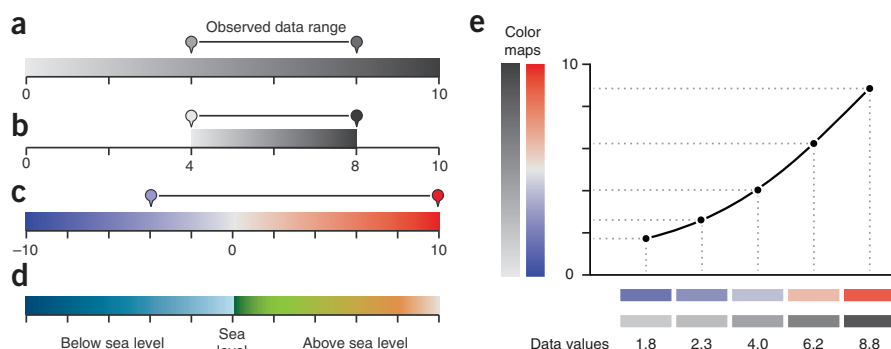 a
Observed data range
0 10
b
0 4 8 10
c
−10 0 10
d
Below sea level
Sea
level
Above sea level
e
Color
maps
10
0
Data values 1.8 2.3 4.0 6.2 8.8